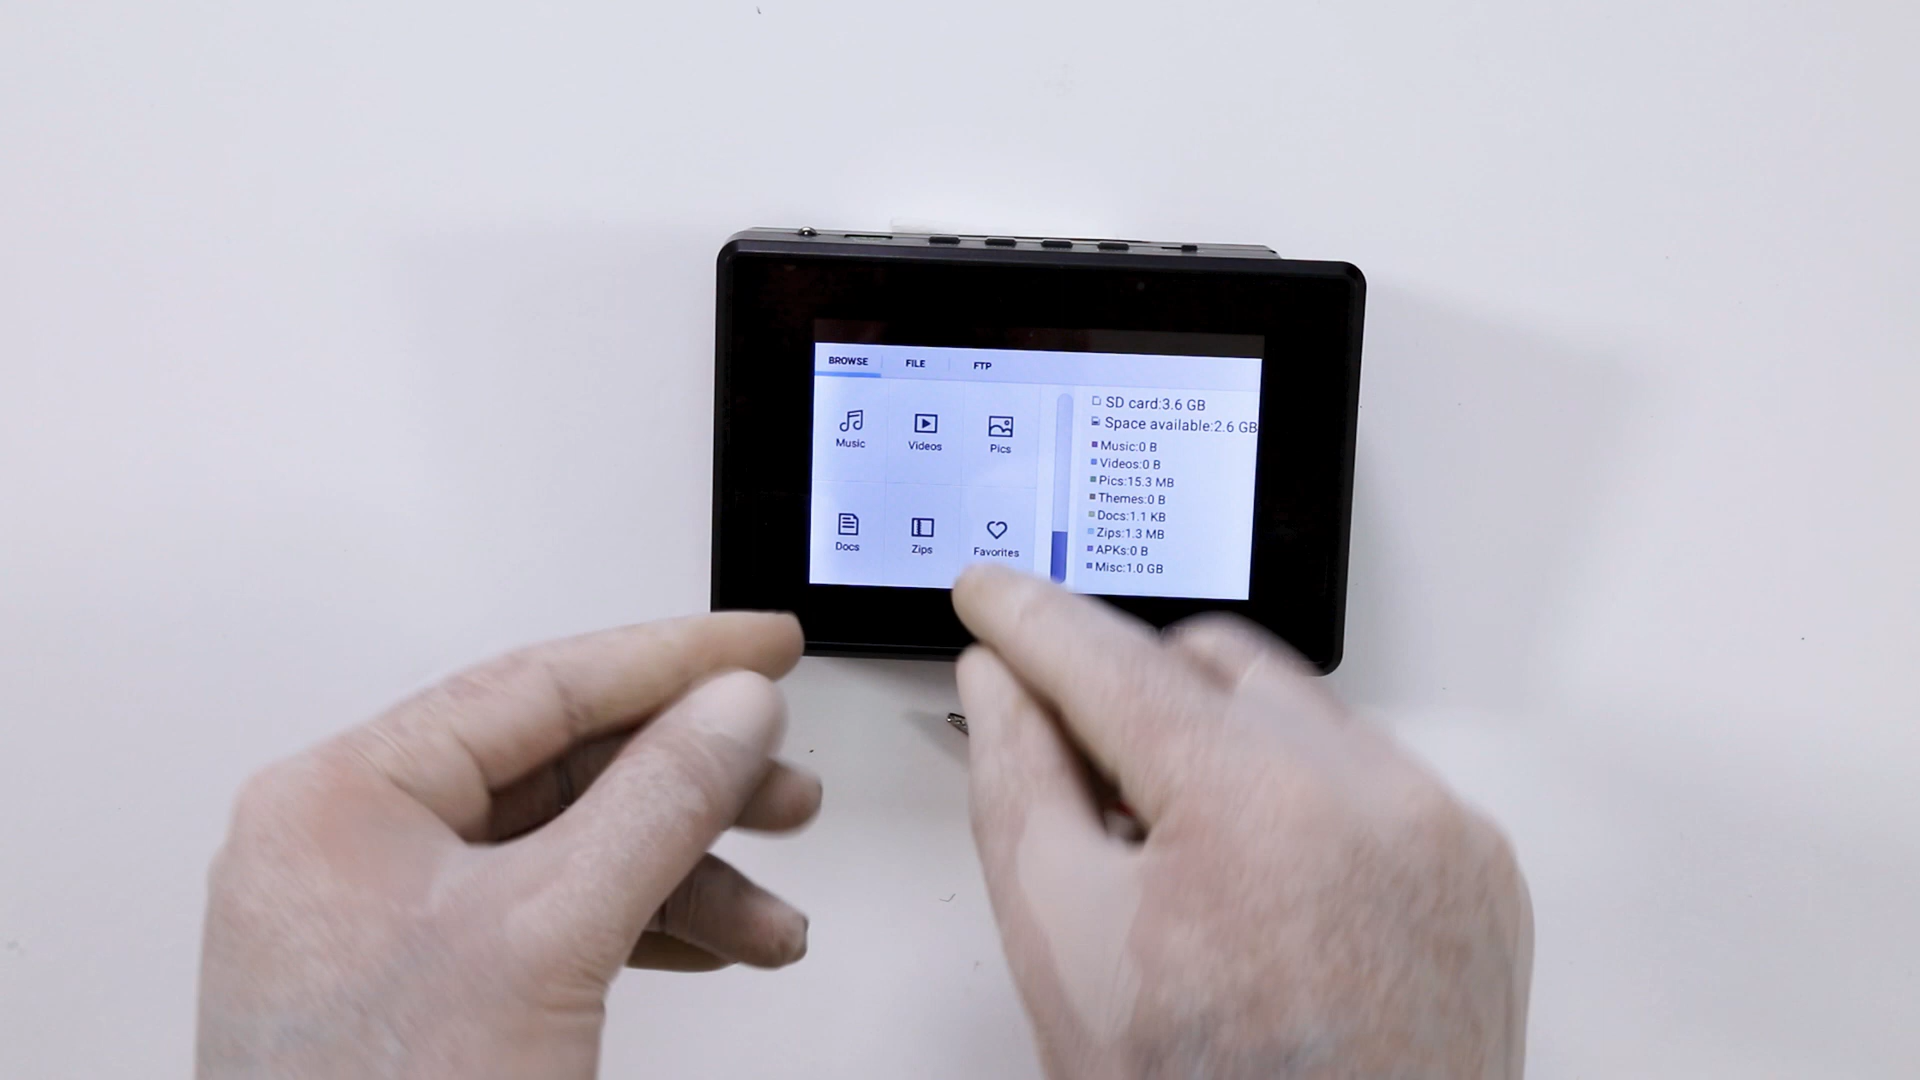 BROWSE FILE FTP
Music Videos Pics
Docs Zips Favorites
SD card:3.6 GB
Space available:2.6 GB
Music:0 B
Videos:0 B
Pics:15.3 MB
Themes:0 B
Docs:1.1 KB
Zips:1.3 MB
APKs:0 B
Misc:1.0 GB